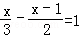 x/3 − (x−1)/2 = 1